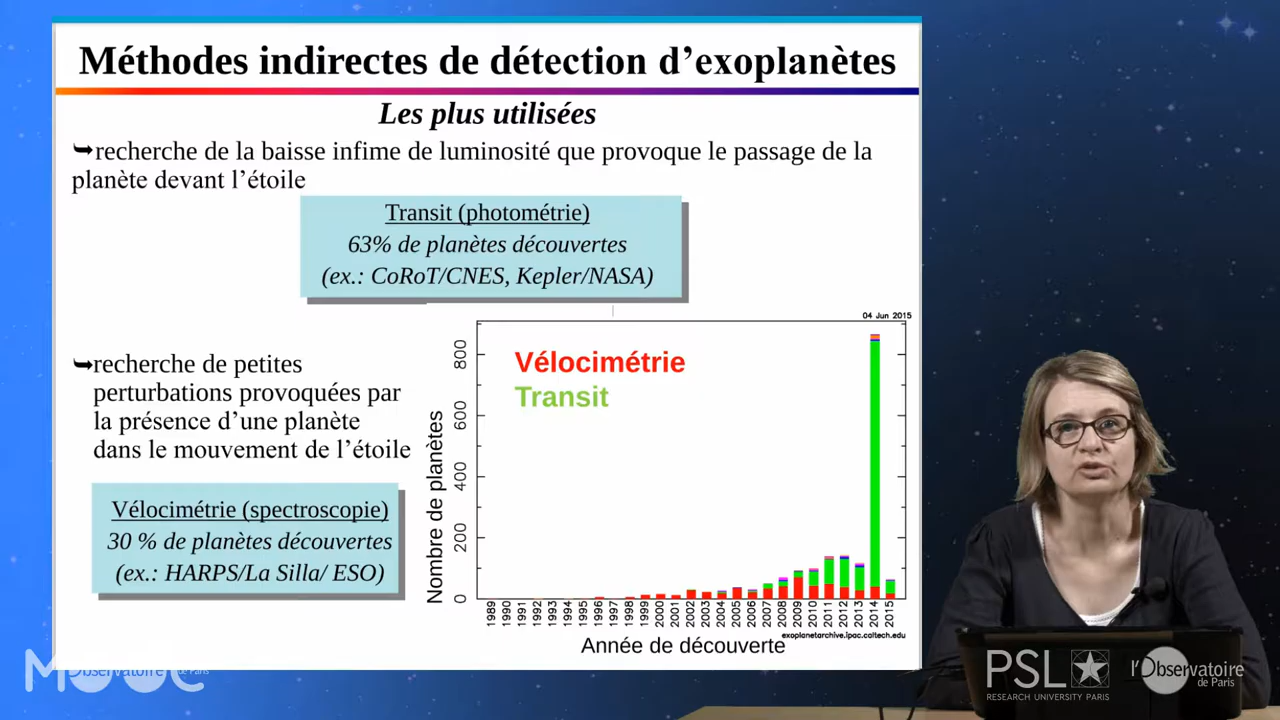 Méthodes indirectes de détection d’exoplanètes
Les plus utilisées
➥recherche de la baisse infime de luminosité que provoque le passage de la
planète devant l’étoile
Transit (photométrie)
63% de planètes découvertes
(ex.: CoRoT/CNES, Kepler/NASA)
➥recherche de petites
perturbations provoquées par
la présence d’une planète
dans le mouvement de l’étoile
Vélocimétrie (spectroscopie)
30 % de planètes découvertes
(ex.: HARPS/La Silla/ ESO)
04 Jun 2015
Vélocimétrie
Transit
Nombre de planètes
800
600
400
200
0
1989 1990 1991 1992 1993 1994 1995 1996 1997 1998 1999 2000 2001 2002 2003 2004 2005 2006 2007 2008 2009 2010 2011 2012 2013 2014 2015
exoplanetarchive.ipac.caltech.edu
Année de découverte
MOOC
l'Observatoire
de Paris
PSL
RESEARCH UNIVERSITY PARIS
l'Observatoire
de Paris